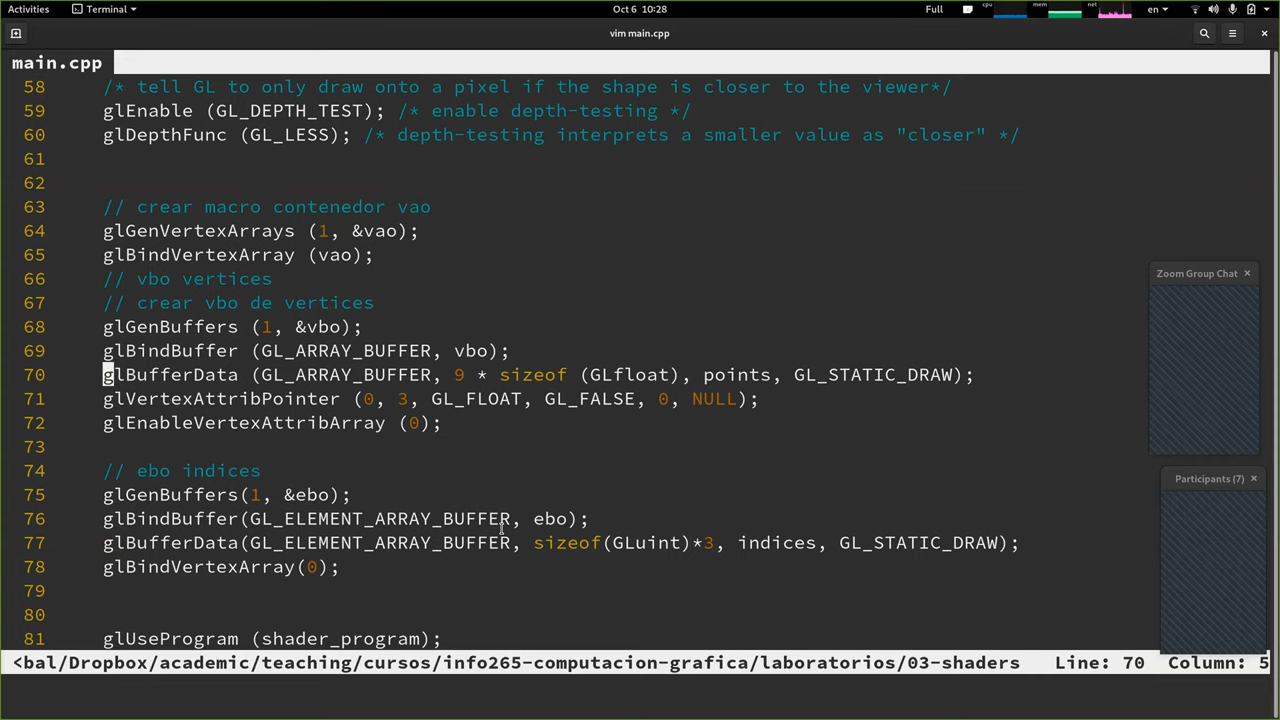 Activities Terminal Oct 6 10:28 Full cpu mem net en
vim main.cpp
main.cpp
58 /* tell GL to only draw onto a pixel if the shape is closer to the viewer*/
59 glEnable (GL_DEPTH_TEST); /* enable depth-testing */
60 glDepthFunc (GL_LESS); /* depth-testing interprets a smaller value as "closer" */
61
62
63 // crear macro contenedor vao
64 glGenVertexArrays (1, &vao);
65 glBindVertexArray (vao);
66 // vbo vertices
67 // crear vbo de vertices
68 glGenBuffers (1, &vbo);
69 glBindBuffer (GL_ARRAY_BUFFER, vbo);
70 glBufferData (GL_ARRAY_BUFFER, 9 * sizeof (GLfloat), points, GL_STATIC_DRAW);
71 glVertexAttribPointer (0, 3, GL_FLOAT, GL_FALSE, 0, NULL);
72 glEnableVertexAttribArray (0);
73
74 // ebo indices
75 glGenBuffers(1, &ebo);
76 glBindBuffer(GL_ELEMENT_ARRAY_BUFFER, ebo);
77 glBufferData(GL_ELEMENT_ARRAY_BUFFER, sizeof(GLuint)*3, indices, GL_STATIC_DRAW);
78 glBindVertexArray(0);
79
80
81 glUseProgram (shader_program);
<bal/Dropbox/academic/teaching/cursos/info265-computacion-grafica/laboratorios/03-shaders Line: 70 Column: 5
Zoom Group Chat ×
Participants (7) ×